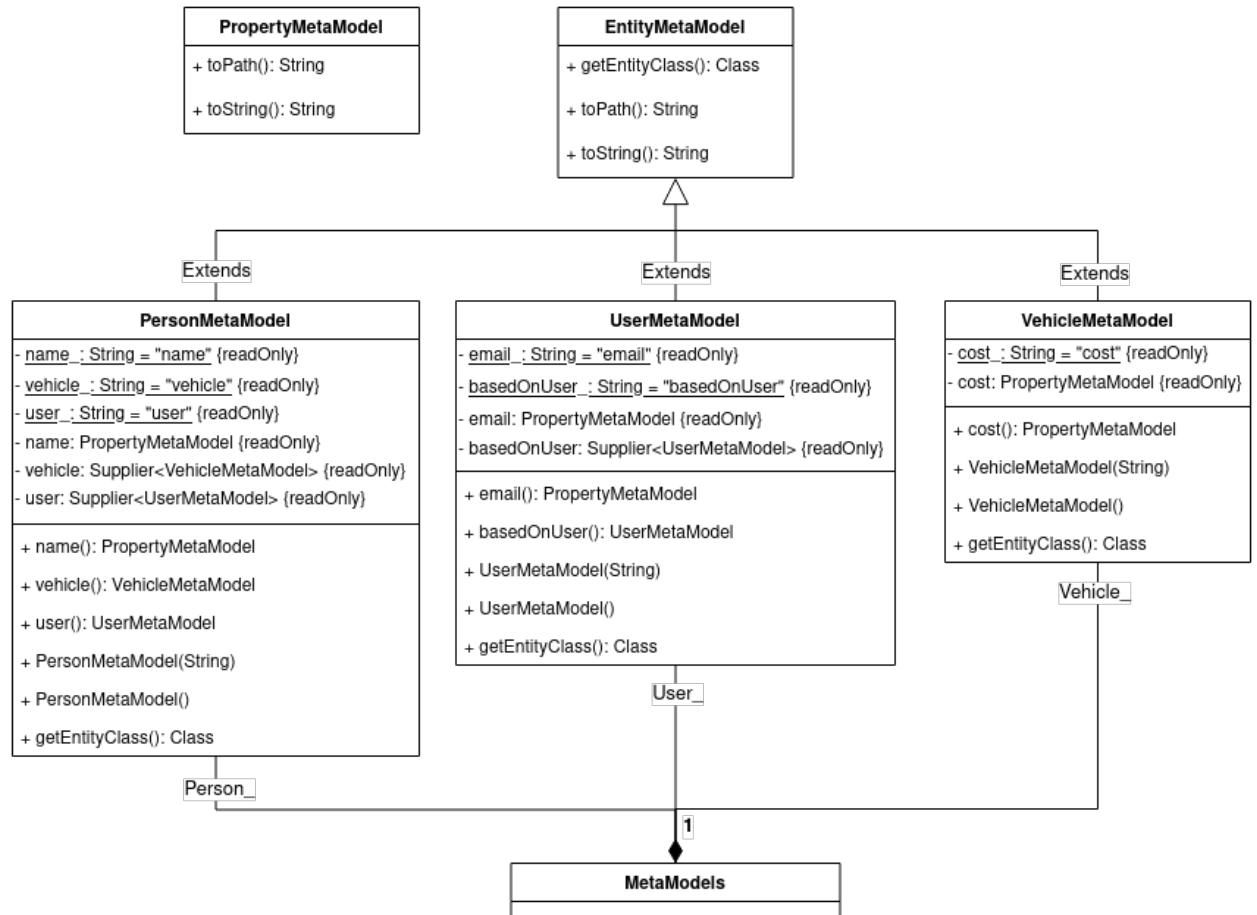 PropertyMetaModel
+ toPath(): String
+ toString(): String
EntityMetaModel
+ getEntityClass(): Class
+ toPath(): String
+ toString(): String
Extends
Extends
Extends
PersonMetaModel
- name_: String = "name" {readOnly}
- vehicle_: String = "vehicle" {readOnly}
- user_: String = "user" {readOnly}
- name: PropertyMetaModel {readOnly}
- vehicle: Supplier<VehicleMetaModel> {readOnly}
- user: Supplier<UserMetaModel> {readOnly}
+ name(): PropertyMetaModel
+ vehicle(): VehicleMetaModel
+ user(): UserMetaModel
+ PersonMetaModel(String)
+ PersonMetaModel()
+ getEntityClass(): Class
UserMetaModel
- email_: String = "email" {readOnly}
- basedOnUser_: String = "basedOnUser" {readOnly}
- email: PropertyMetaModel {readOnly}
- basedOnUser: Supplier<UserMetaModel> {readOnly}
+ email(): PropertyMetaModel
+ basedOnUser(): UserMetaModel
+ UserMetaModel(String)
+ UserMetaModel()
+ getEntityClass(): Class
VehicleMetaModel
- cost_: String = "cost" {readOnly}
- cost: PropertyMetaModel {readOnly}
+ cost(): PropertyMetaModel
+ VehicleMetaModel(String)
+ VehicleMetaModel()
+ getEntityClass(): Class
Person_
User_
Vehicle_
1
MetaModels